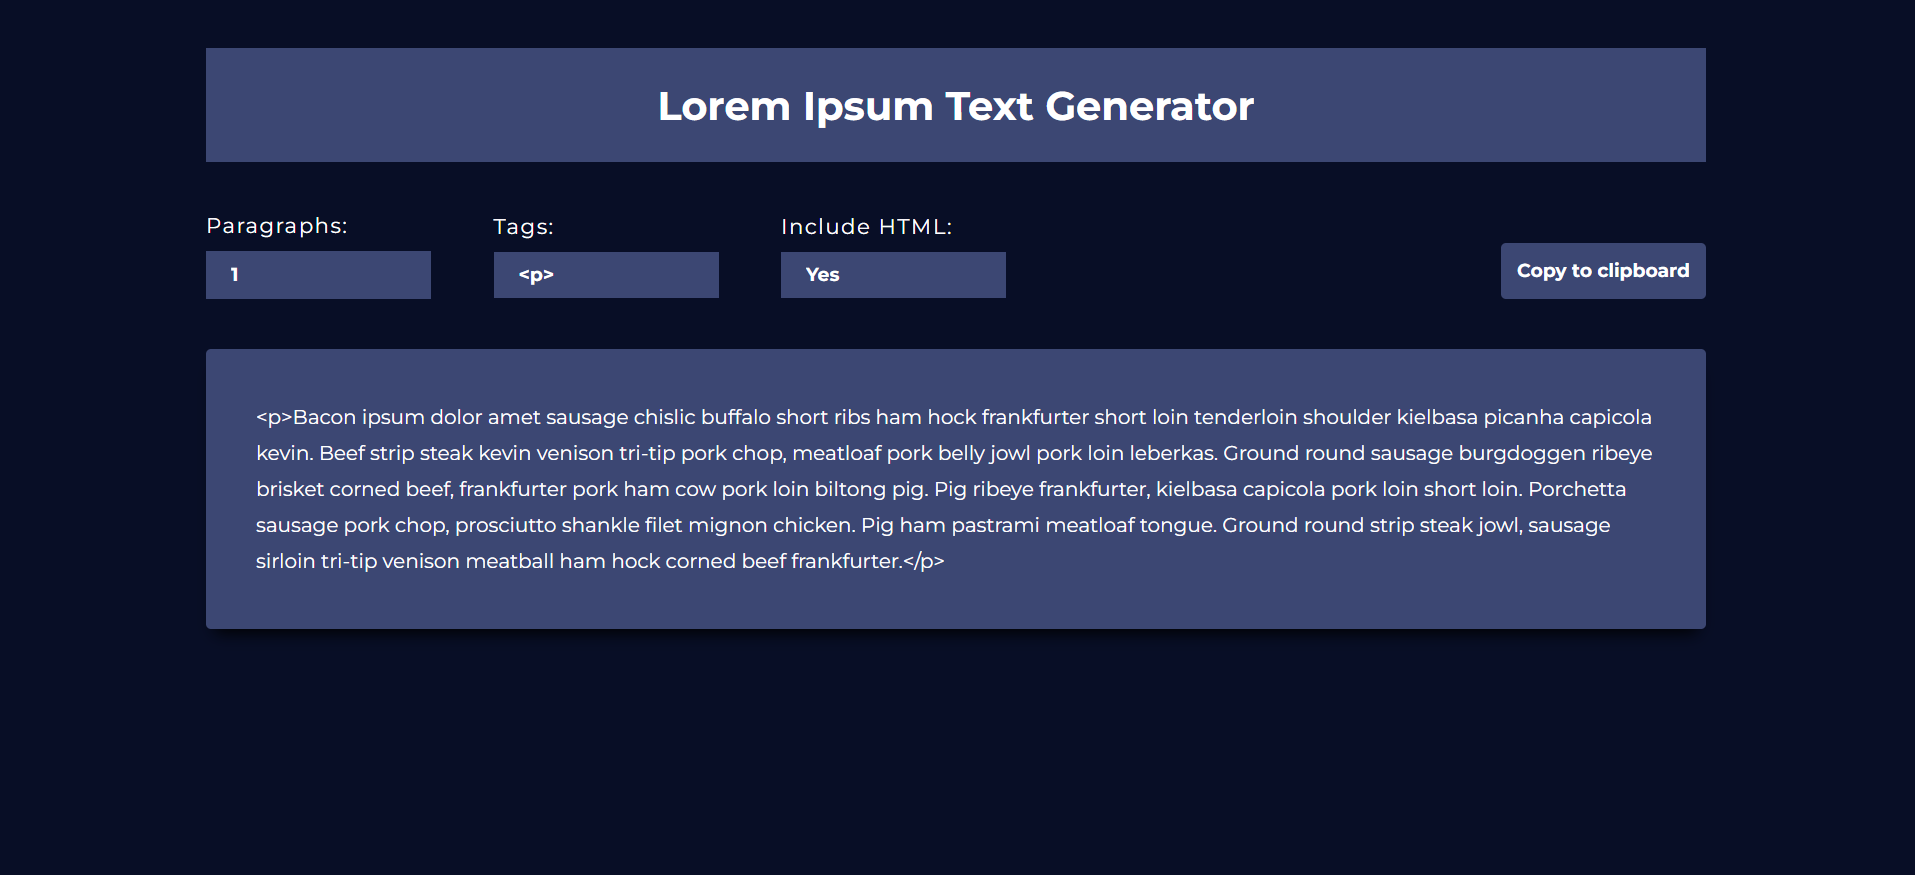 Lorem Ipsum Text Generator
Paragraphs:
Tags:
Include HTML:
1
<p>
Yes
Copy to clipboard
<p>Bacon ipsum dolor amet sausage chislic buffalo short ribs ham hock frankfurter short loin tenderloin shoulder kielbasa picanha capicola
kevin. Beef strip steak kevin venison tri-tip pork chop, meatloaf pork belly jowl pork loin leberkas. Ground round sausage burgdoggen ribeye
brisket corned beef, frankfurter pork ham cow pork loin biltong pig. Pig ribeye frankfurter, kielbasa capicola pork loin short loin. Porchetta
sausage pork chop, prosciutto shankle filet mignon chicken. Pig ham pastrami meatloaf tongue. Ground round strip steak jowl, sausage
sirloin tri-tip venison meatball ham hock corned beef frankfurter.</p>